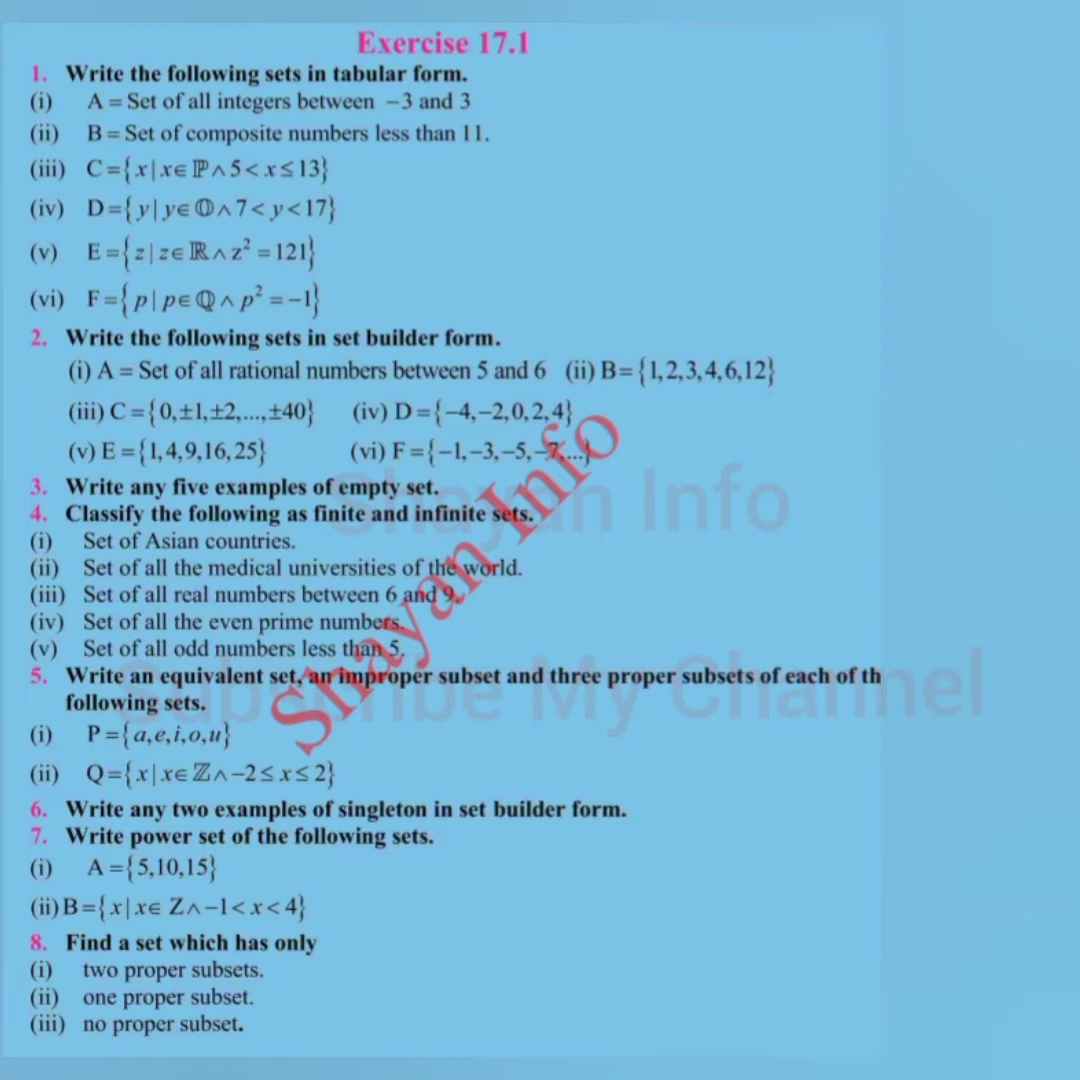 Exercise 17.1
1. Write the following sets in tabular form.
(i) A = Set of all integers between −3 and 3
(ii) B = Set of composite numbers less than 11.
(iii) C = {x | x ∈ ℙ ∧ 5 < x ≤ 13}
(iv) D = {y | y ∈ 𝕆 ∧ 7 < y < 17}
(v) E = {z | z ∈ ℝ ∧ z² = 121}
(vi) F = {p | p ∈ ℚ ∧ p² = −1}
2. Write the following sets in set builder form.
(i) A = Set of all rational numbers between 5 and 6 (ii) B = {1,2,3,4,6,12}
(iii) C = {0,±1,±2,...,±40} (iv) D = {−4,−2,0,2,4}
(v) E = {1,4,9,16,25} (vi) F = {−1,−3,−5,−7,...}
3. Write any five examples of empty set.
4. Classify the following as finite and infinite sets.
(i) Set of Asian countries.
(ii) Set of all the medical universities of the world.
(iii) Set of all real numbers between 6 and 9.
(iv) Set of all the even prime numbers.
(v) Set of all odd numbers less than 5.
5. Write an equivalent set, an improper subset and three proper subsets of each of th
following sets.
(i) P = {a,e,i,o,u}
(ii) Q = {x | x ∈ ℤ ∧ −2 ≤ x ≤ 2}
6. Write any two examples of singleton in set builder form.
7. Write power set of the following sets.
(i) A = {5,10,15}
(ii) B = {x | x ∈ Z ∧ −1 < x < 4}
8. Find a set which has only
(i) two proper subsets.
(ii) one proper subset.
(iii) no proper subset.
Shayan Info
Shayan Info
Subscribe My Channel